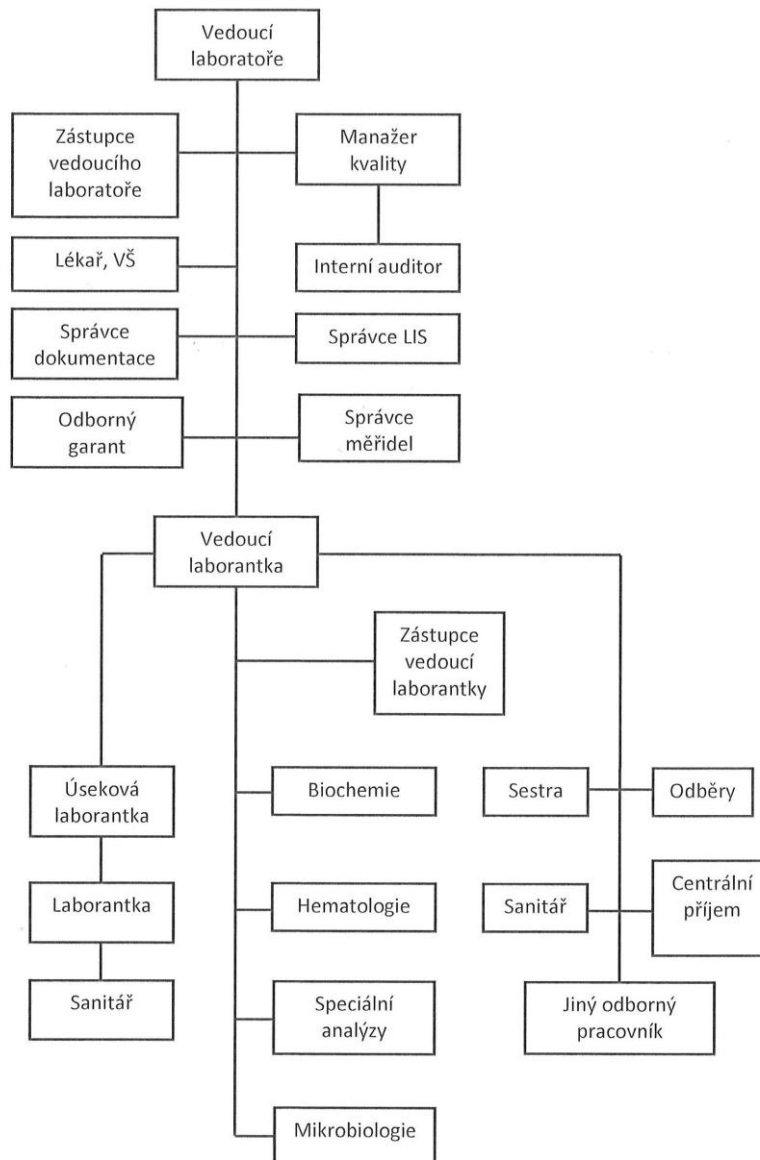 Vedoucí
laboratoře
Zástupce
vedoucího
laboratoře
Manažer
kvality
Lékař, VŠ
Interní auditor
Správce
dokumentace
Správce LIS
Odborný
garant
Správce
měřidel
Vedoucí
laborantka
Zástupce
vedoucí
laborantky
Úseková
laborantka
Biochemie
Sestra
Odběry
Laborantka
Hematologie
Sanitář
Centrální
příjem
Sanitář
Speciální
analýzy
Jiný odborný
pracovník
Mikrobiologie